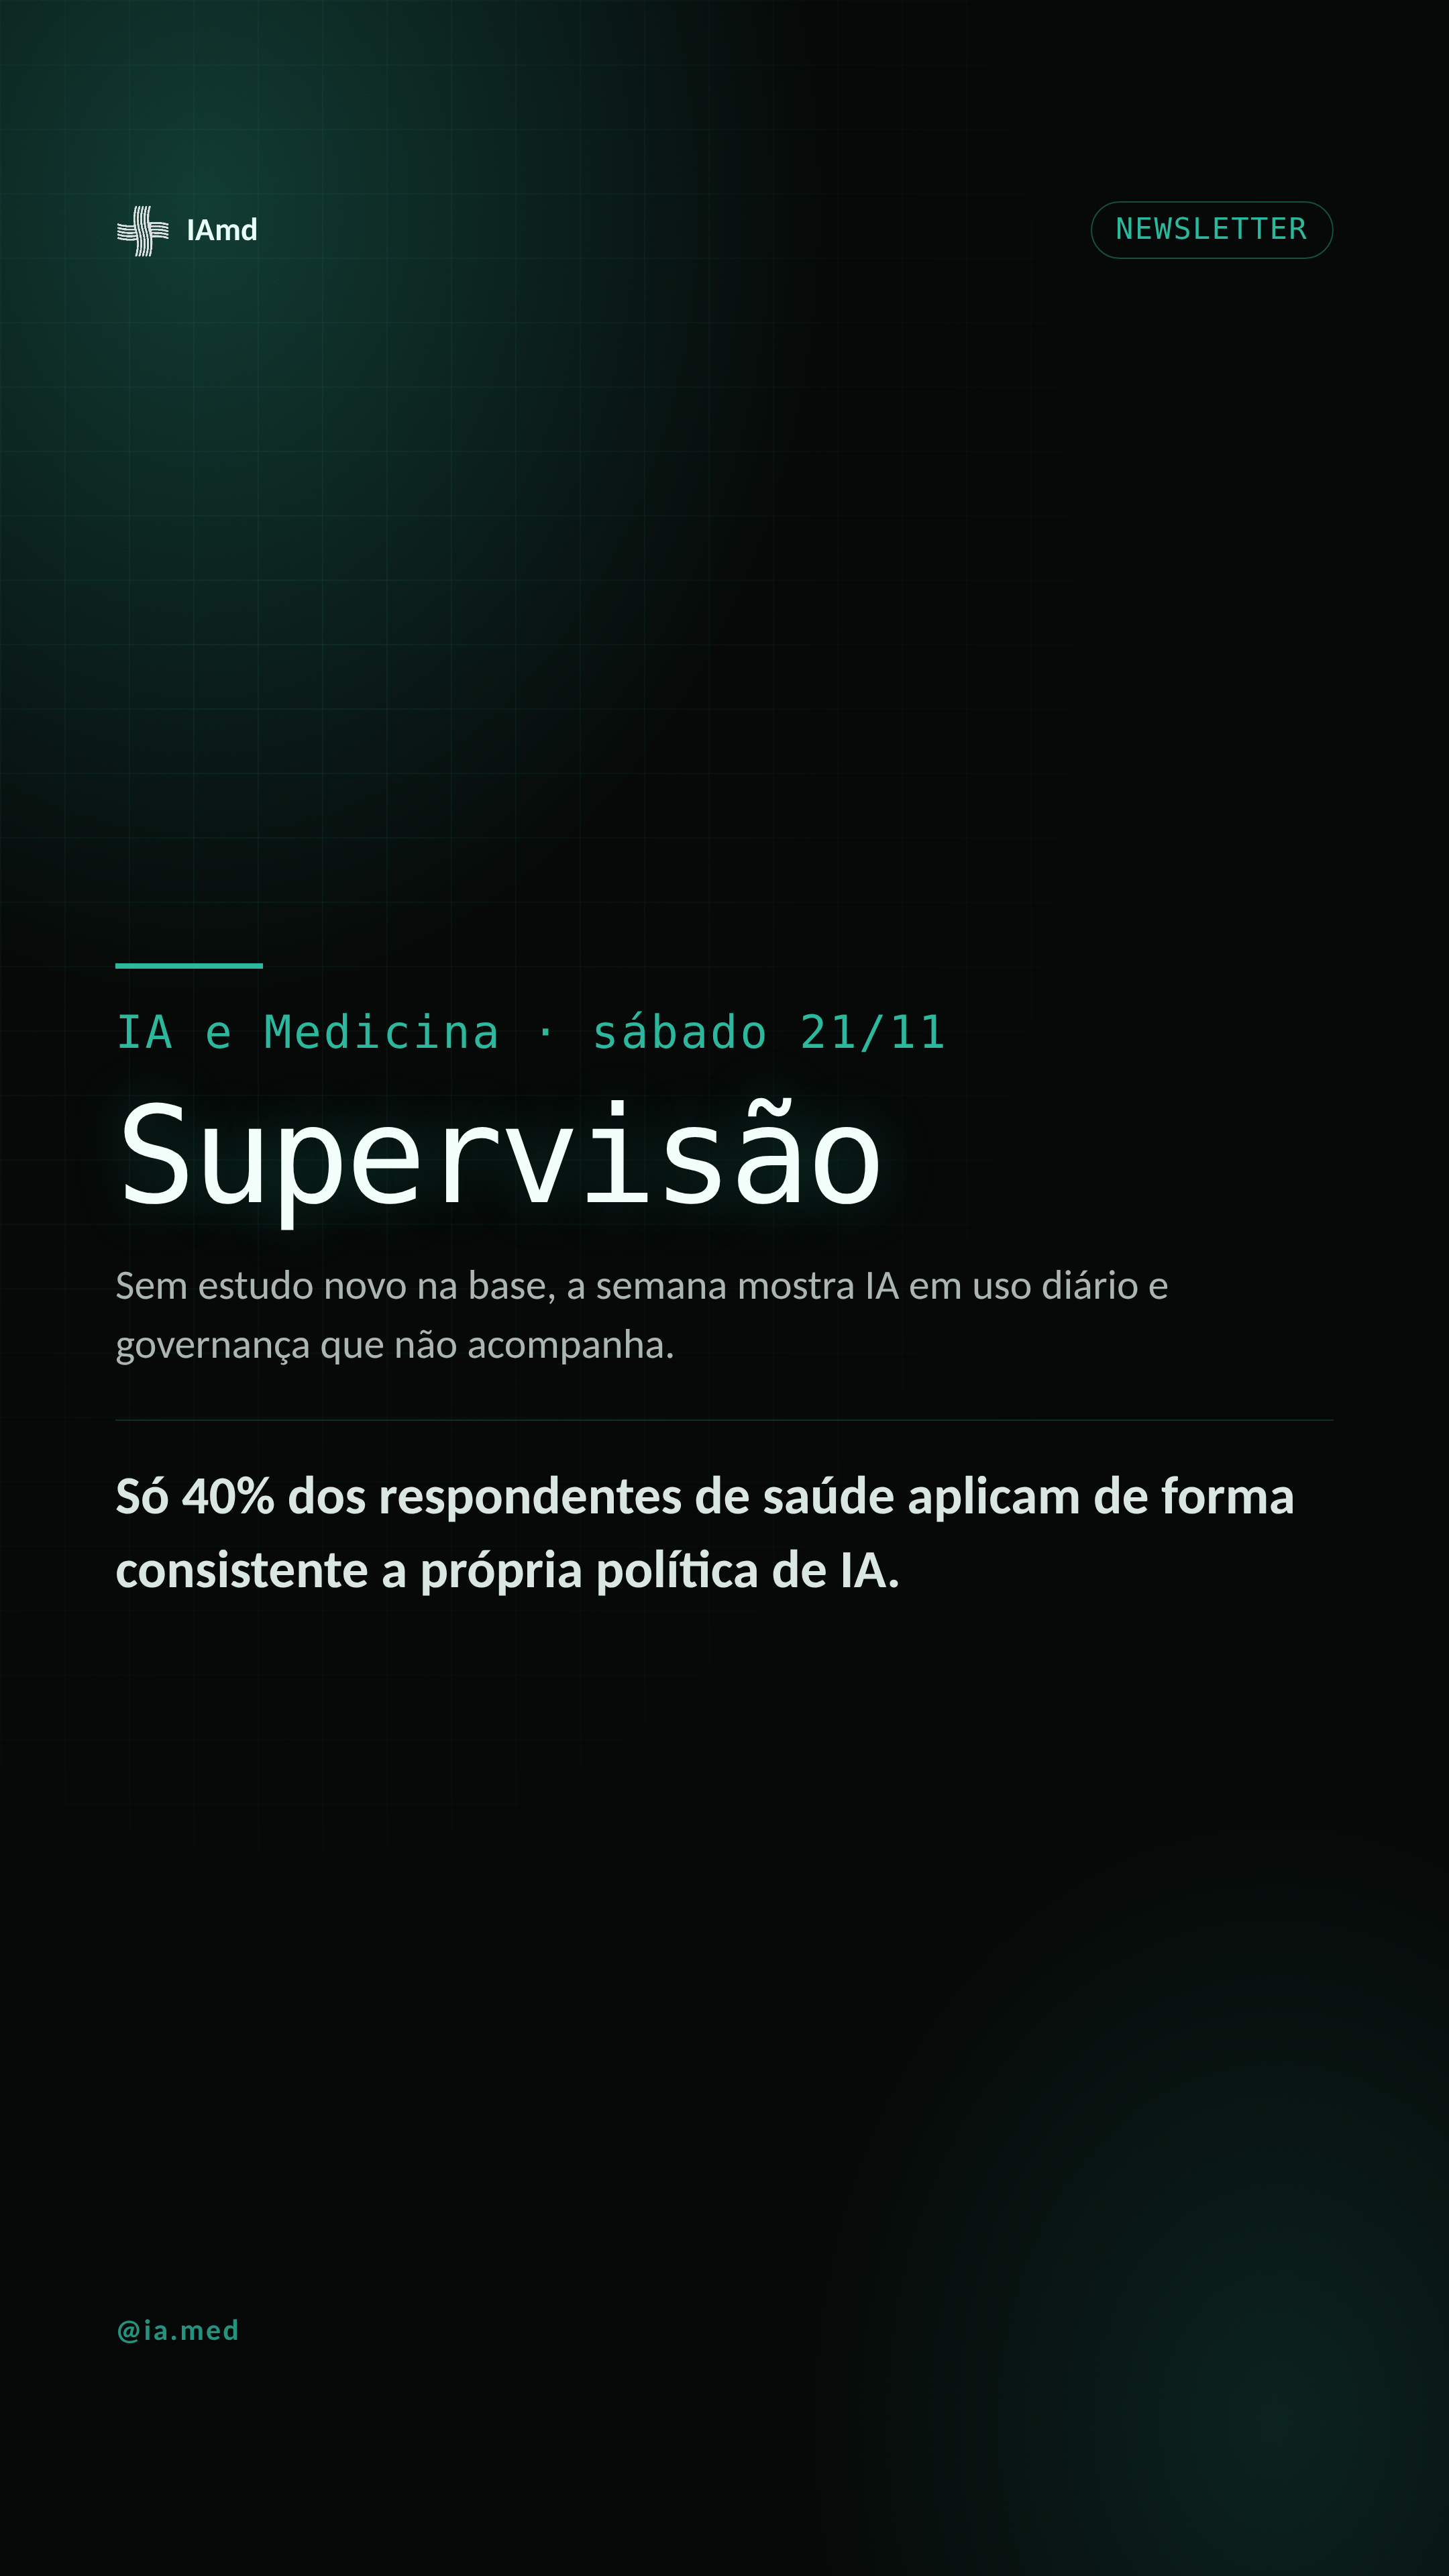 IAmd
NEWSLETTER
IA e Medicina · sábado 21/11
Supervisão
Sem estudo novo na base, a semana mostra IA em uso diário e
governança que não acompanha.
Só 40% dos respondentes de saúde aplicam de forma
consistente a própria política de IA.
@ia.med